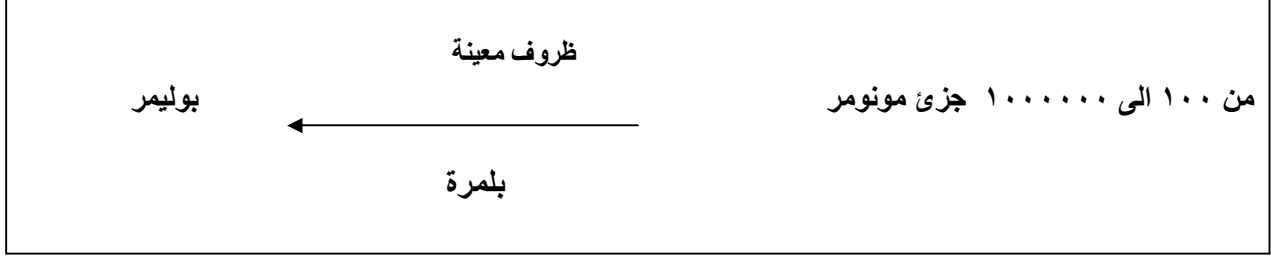 ظروف معينة
من ١٠٠ الى ١٠٠٠٠٠٠ جزئ مونومر بوليمر
بلمرة